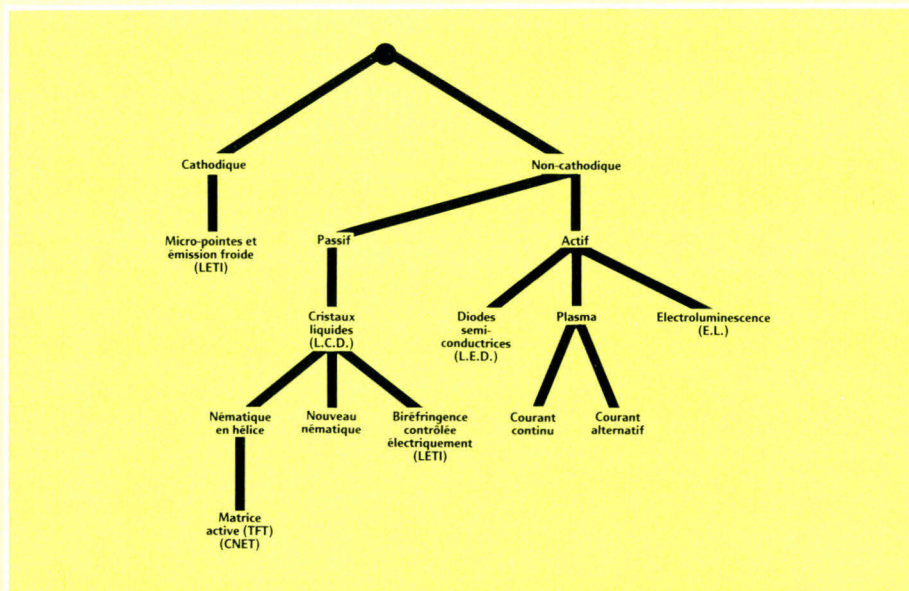 Cathodique
Non-cathodique
Micro-pointes et
émission froide
(LETI)
Passif
Actif
Cristaux
liquides
(L.C.D.)
Diodes
semi-
conductrices
(L.E.D.)
Plasma
Electroluminescence
(E.L.)
Nématique
en hélice
Nouveau
nématique
Biréfringence
contrôlée
électriquement
(LETI)
Courant
continu
Courant
alternatif
Matrice
active (TFT)
(CNET)